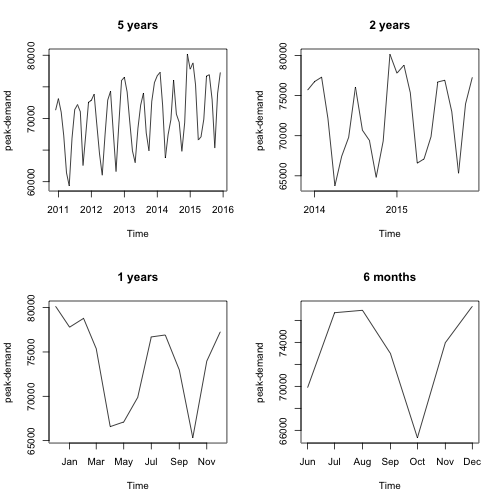 5 years
peak-demand
60000 70000 80000
2011 2012 2013 2014 2015 2016
Time
2 years
peak-demand
65000 70000 75000 80000
2014 2015
Time
1 years
peak-demand
65000 70000 75000 80000
Jan Mar May Jul Sep Nov
Time
6 months
peak-demand
66000 70000 74000
Jun Jul Aug Sep Oct Nov Dec
Time